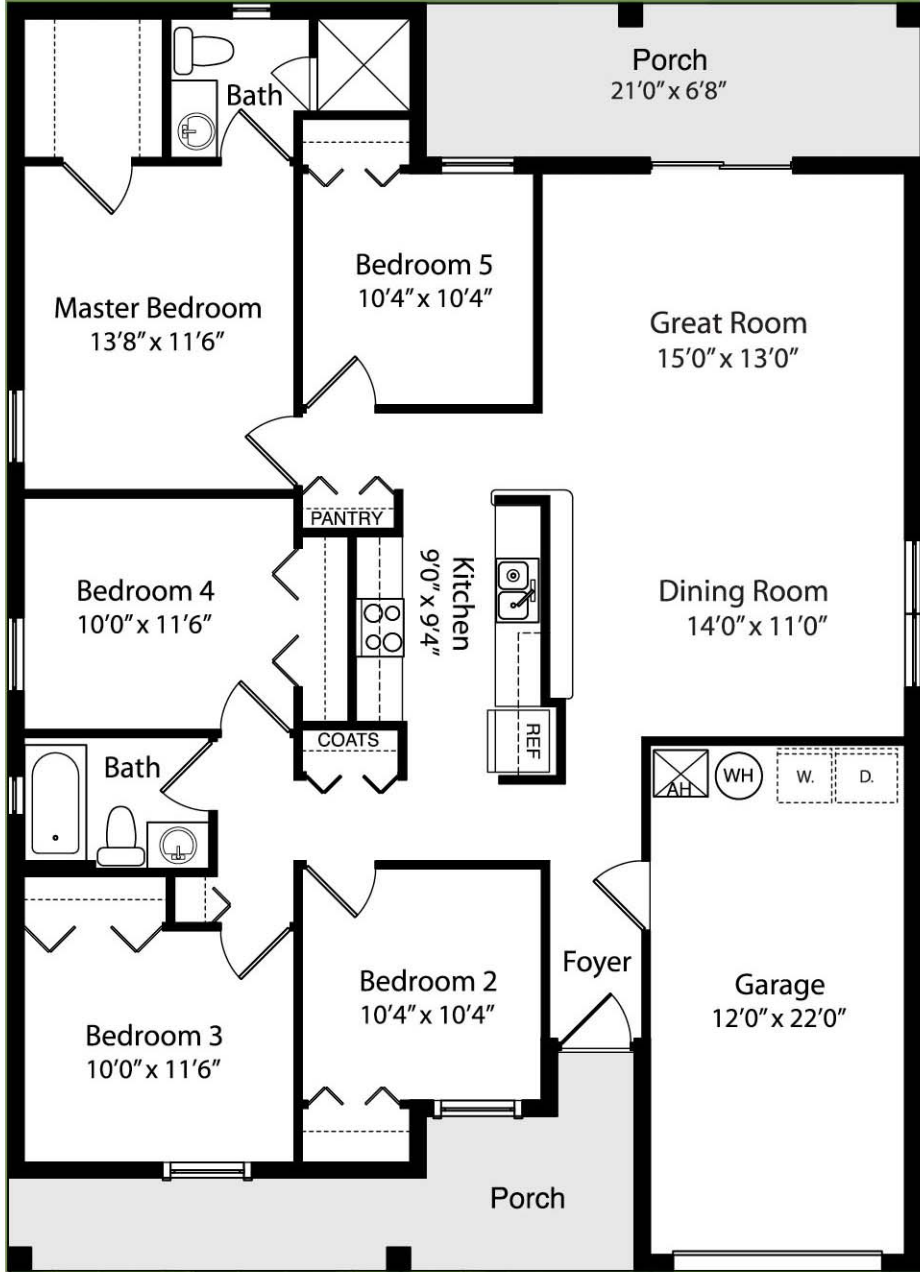 Porch
21'0" x 6'8"
Bath
Bedroom 5
10'4" x 10'4"
Master Bedroom
13'8" x 11'6"
Great Room
15'0" x 13'0"
PANTRY
Kitchen
9'0" x 9'4"
Bedroom 4
10'0" x 11'6"
Dining Room
14'0" x 11'0"
REF
COATS
Bath
AH
WH
W.
D.
Foyer
Bedroom 2
10'4" x 10'4"
Garage
12'0" x 22'0"
Bedroom 3
10'0" x 11'6"
Porch